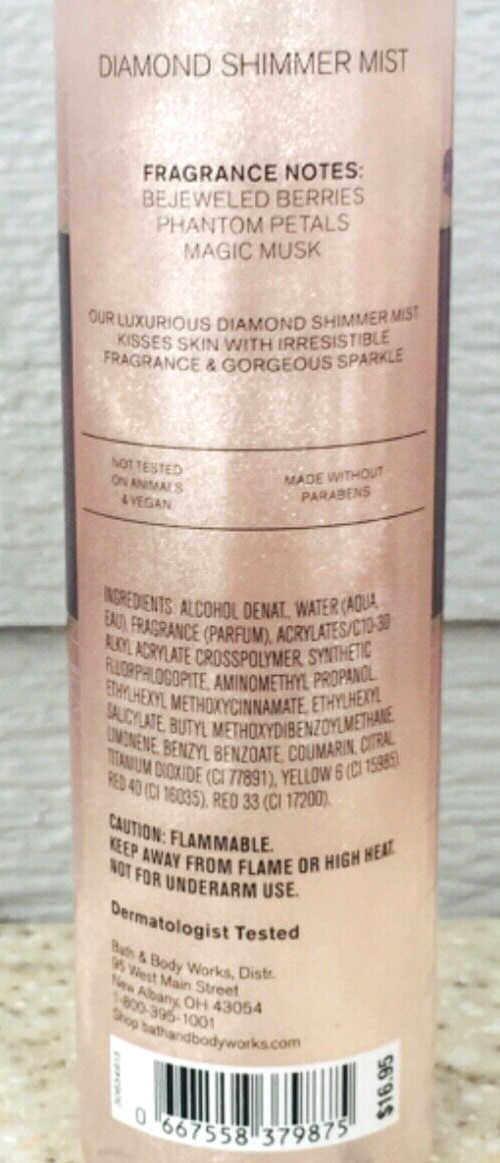 DIAMOND SHIMMER MIST
FRAGRANCE NOTES:
BEJEWELED BERRIES
PHANTOM PETALS
MAGIC MUSK
OUR LUXURIOUS DIAMOND SHIMMER MIST
KISSES SKIN WITH IRRESISTIBLE
FRAGRANCE & GORGEOUS SPARKLE
NOT TESTED
ON ANIMALS
& VEGAN
MADE WITHOUT
PARABENS
INGREDIENTS: ALCOHOL DENAT., WATER (AQUA,
EAU), FRAGRANCE (PARFUM), ACRYLATES/C10-30
ALKYL ACRYLATE CROSSPOLYMER, SYNTHETIC
FLUORPHLOGOPITE, AMINOMETHYL PROPANOL,
ETHYLHEXYL METHOXYCINNAMATE, ETHYLHEXYL
SALICYLATE, BUTYL METHOXYDIBENZOYLMETHANE,
LIMONENE, BENZYL BENZOATE, COUMARIN, CITRAL,
TITANIUM DIOXIDE (CI 77891), YELLOW 6 (CI 15985),
RED 40 (CI 16035), RED 33 (CI 17200).
CAUTION: FLAMMABLE.
KEEP AWAY FROM FLAME OR HIGH HEAT.
NOT FOR UNDERARM USE.
Dermatologist Tested
Bath & Body Works, Distr.
95 West Main Street
New Albany, OH 43054
1-800-395-1001
Shop bathandbodyworks.com
0 667558 379875
$16.95